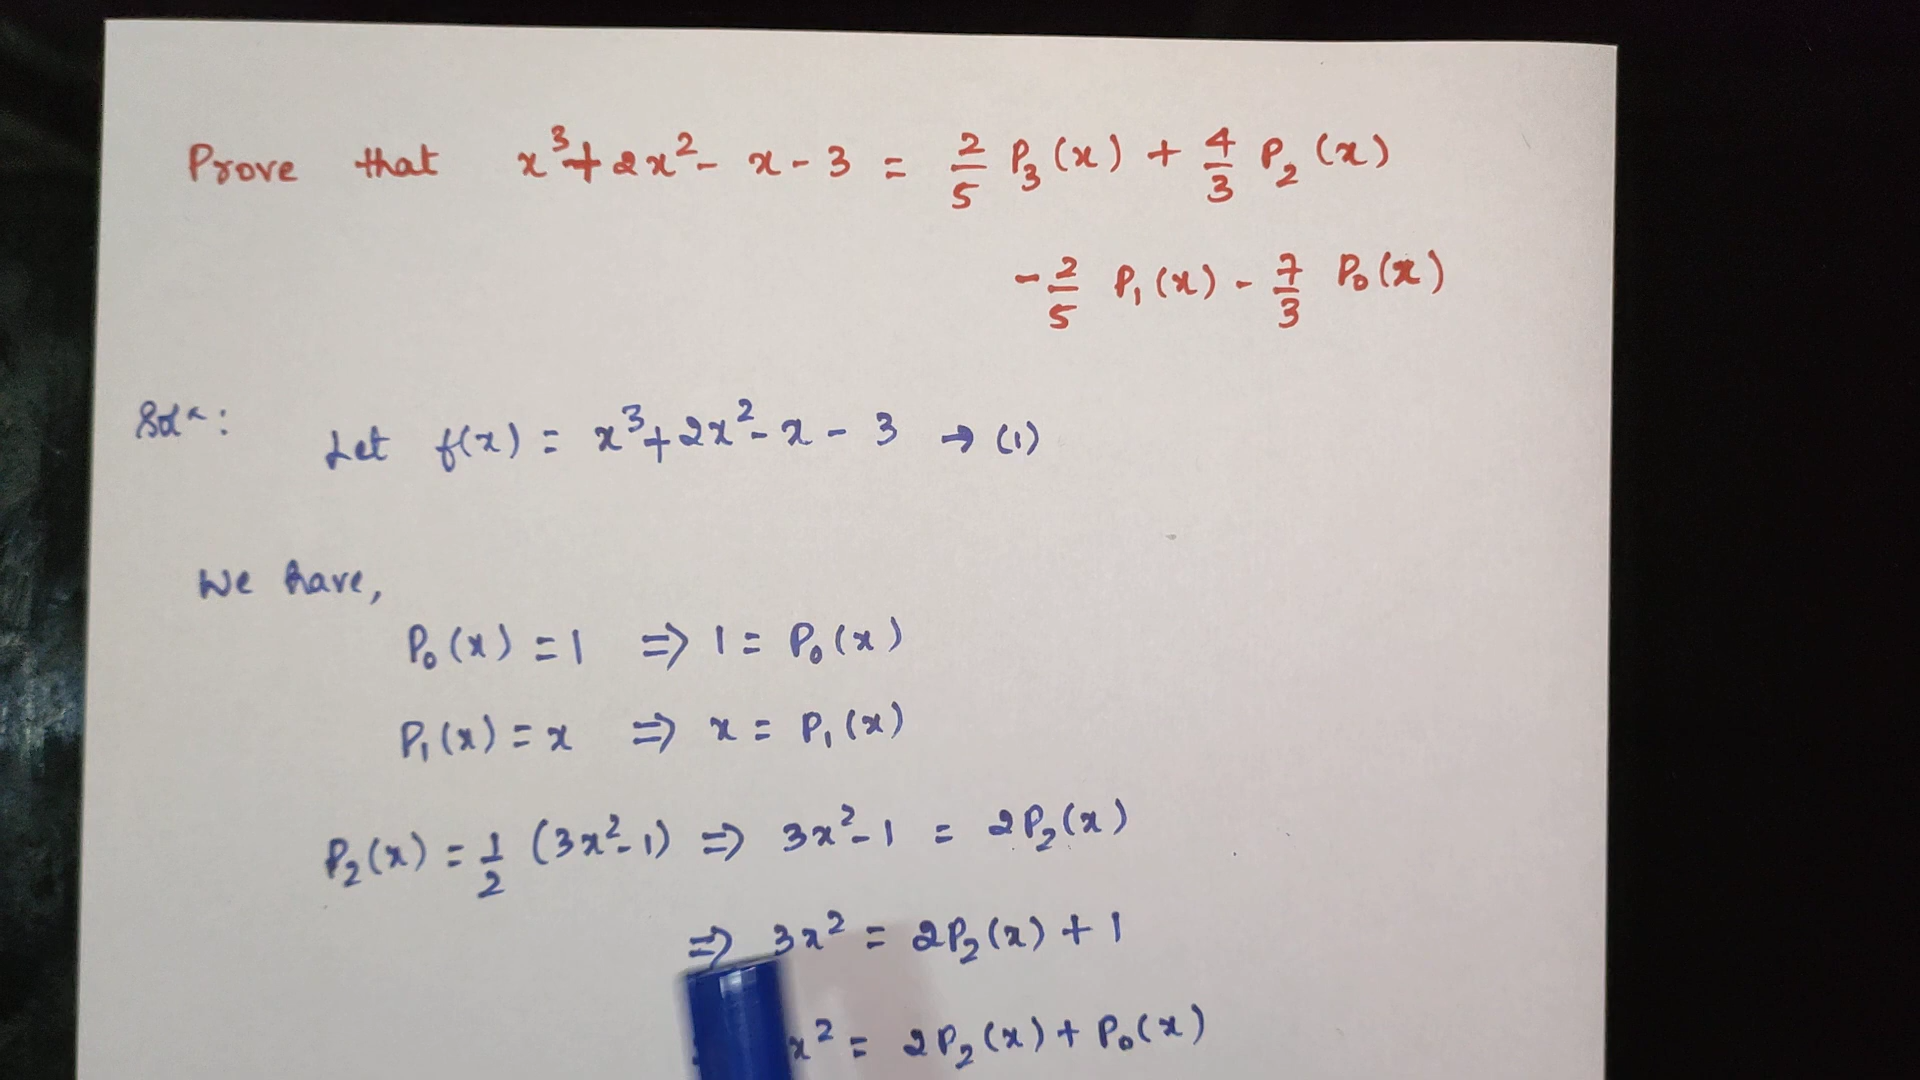 Prove that x³+2x²-x-3 = 2/5 P₃(x) + 4/3 P₂(x)
-2/5 P₁(x) - 7/3 P₀(x)
Solⁿ: Let f(x) = x³+2x²-x-3 → (1)
We have,
P₀(x) = 1 ⇒ 1 = P₀(x)
P₁(x) = x ⇒ x = P₁(x)
P₂(x) = 1/2 (3x²-1) ⇒ 3x²-1 = 2P₂(x)
⇒ 3x² = 2P₂(x) + 1
x² = 2P₂(x) + P₀(x)